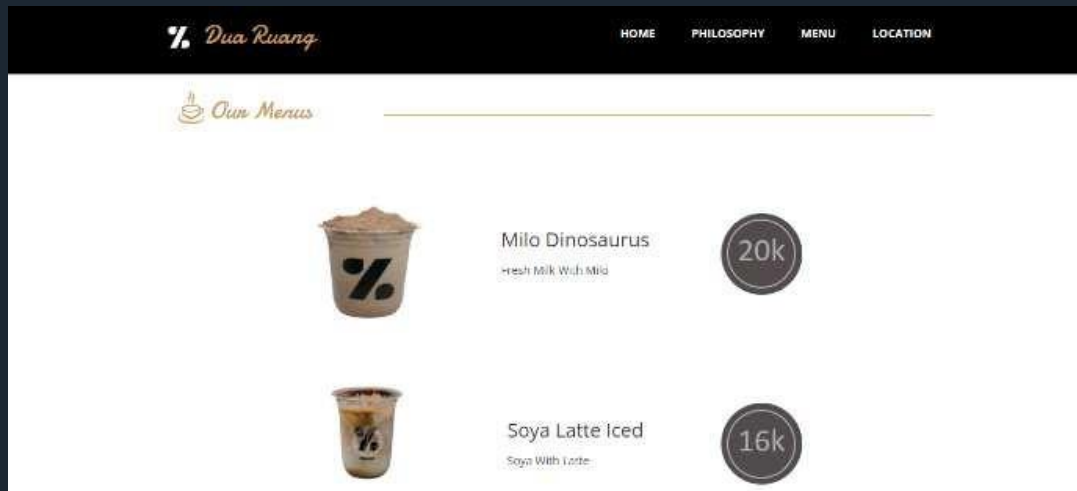 Dua Ruang
HOME PHILOSOPHY MENU LOCATION
Our Menus
Milo Dinosaurus
Fresh Milk With Milo
20k
Soya Latte Iced
Soya With Latte
16k